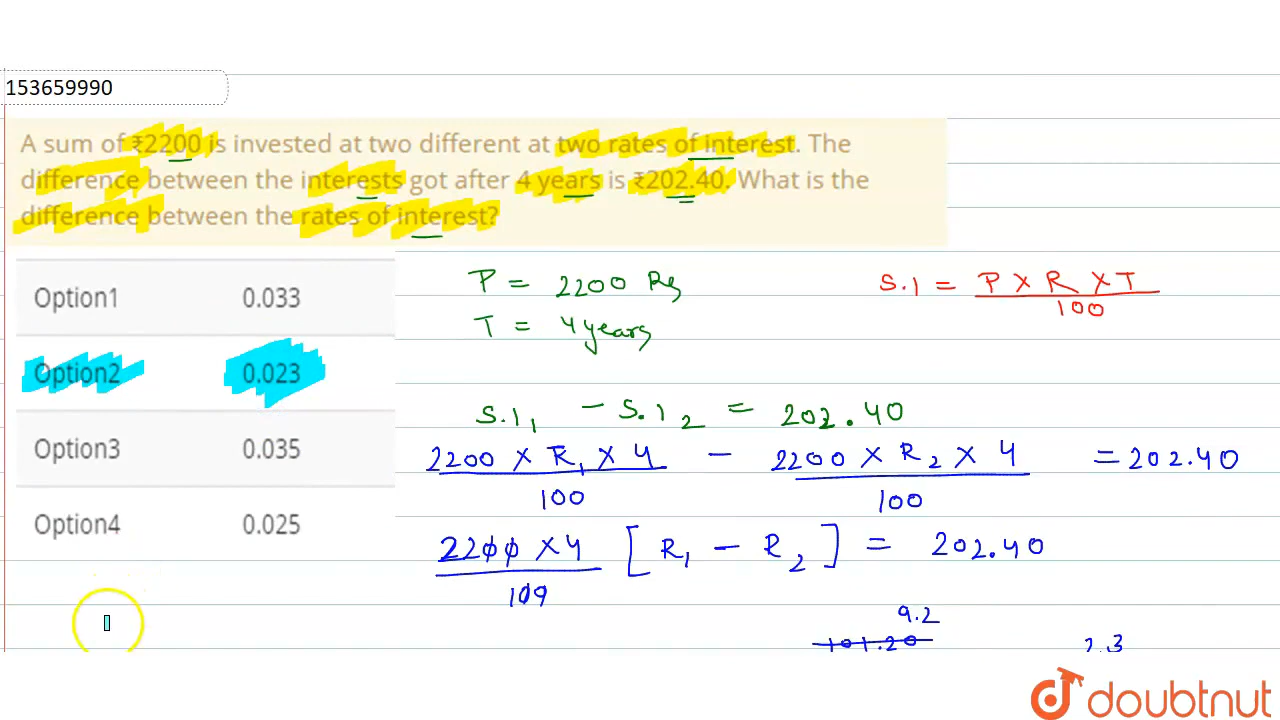 153659990
A sum of ₹2200 is invested at two different at two rates of interest. The
difference between the interests got after 4 years is ₹202.40. What is the
difference between the rates of interest?
Option1 0.033
Option2 0.023
Option3 0.035
Option4 0.025
P = 2200 Rs
T = 4 years
S.I = P × R × T
100
S.I1 - S.I2 = 202.40
2200 × R1 × 4 - 2200 × R2 × 4 = 202.40
100 100
2200 × 4 [R1 - R2] = 202.40
100
9.2
101.20 2.3
doubtnut